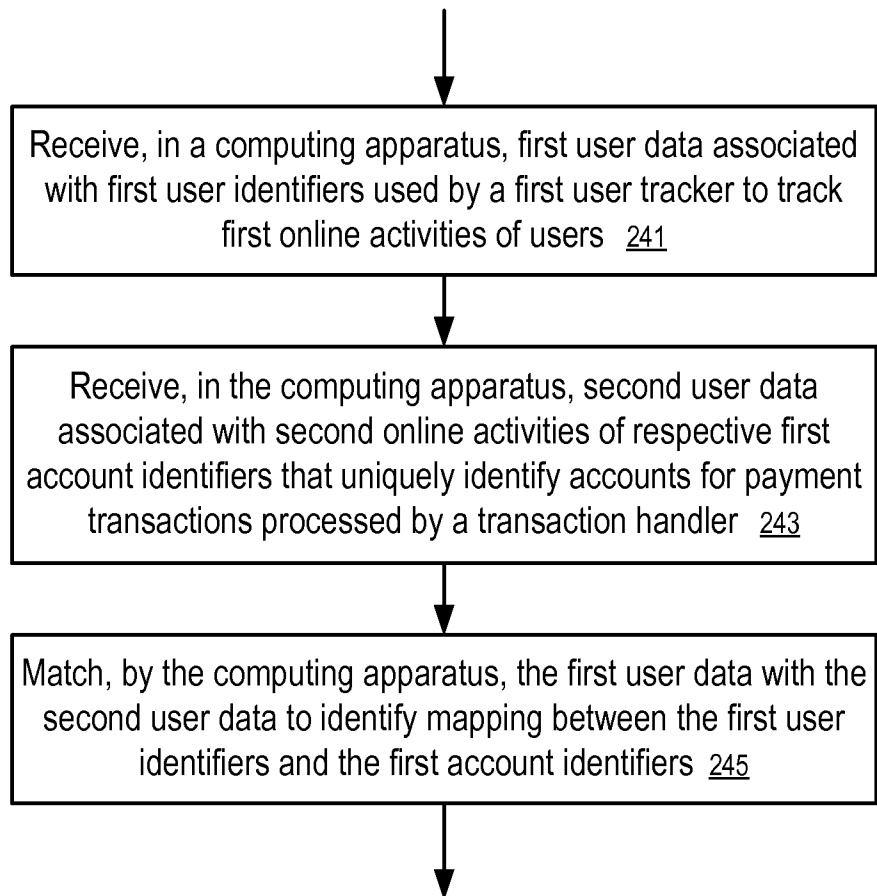 Receive, in a computing apparatus, first user data associated
with first user identifiers used by a first user tracker to track
first online activities of users 241
Receive, in the computing apparatus, second user data
associated with second online activities of respective first
account identifiers that uniquely identify accounts for payment
transactions processed by a transaction handler 243
Match, by the computing apparatus, the first user data with the
second user data to identify mapping between the first user
identifiers and the first account identifiers 245